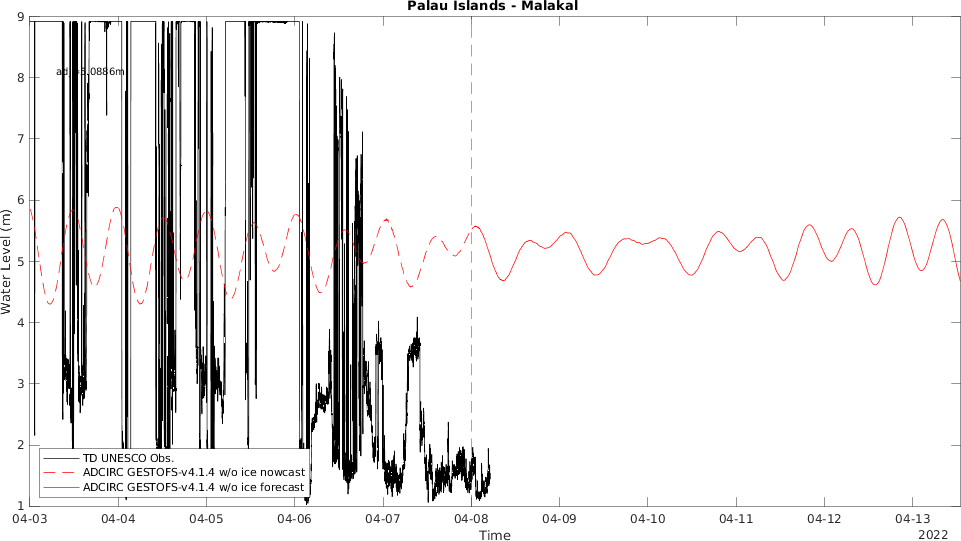 Palau Islands - Malakal
9
8
7
6
5
4
3
2
1
Water Level (m)
TD UNESCO Obs.
ADCIRC GESTOFS-v4.1.4 w/o ice nowcast
ADCIRC GESTOFS-v4.1.4 w/o ice forecast
04-03 04-04 04-05 04-06 04-07 04-08 04-09 04-10 04-11 04-12 04-13
Time
2022